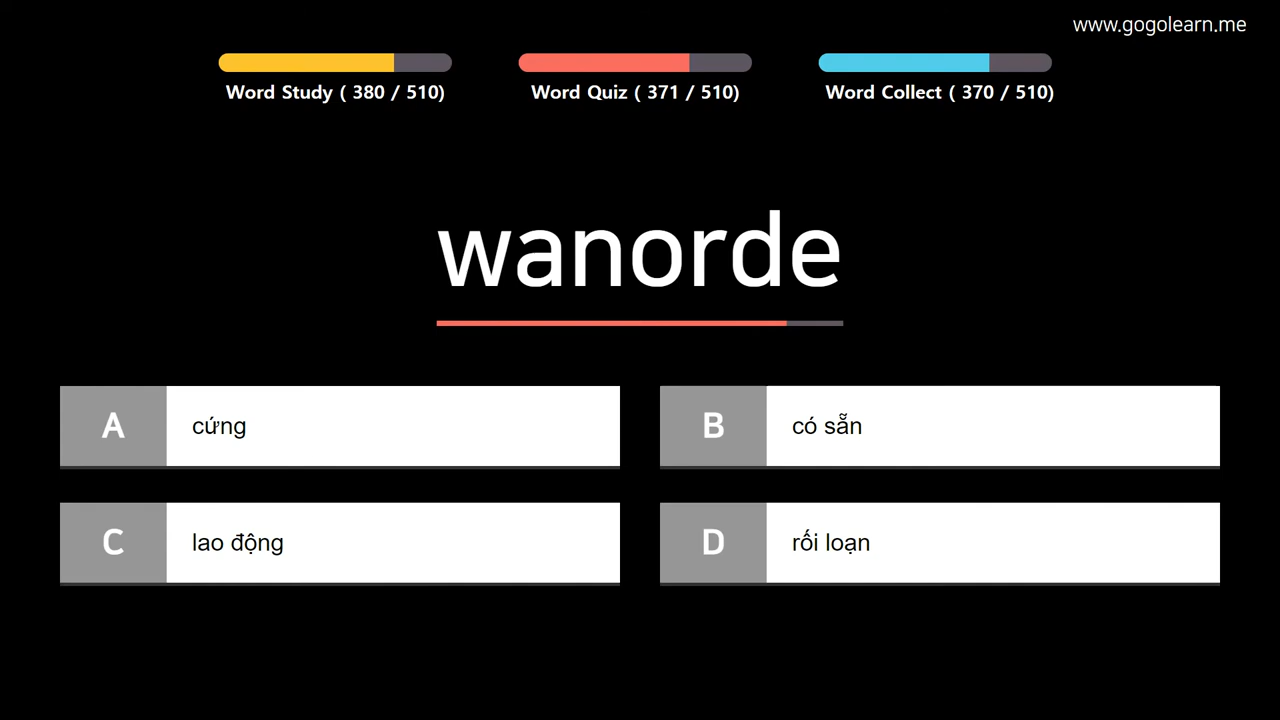 www.gogolearn.me
Word Study ( 380 / 510)
Word Quiz ( 371 / 510)
Word Collect ( 370 / 510)
wanorde
A
cứng
B
có sẵn
C
lao động
D
rối loạn